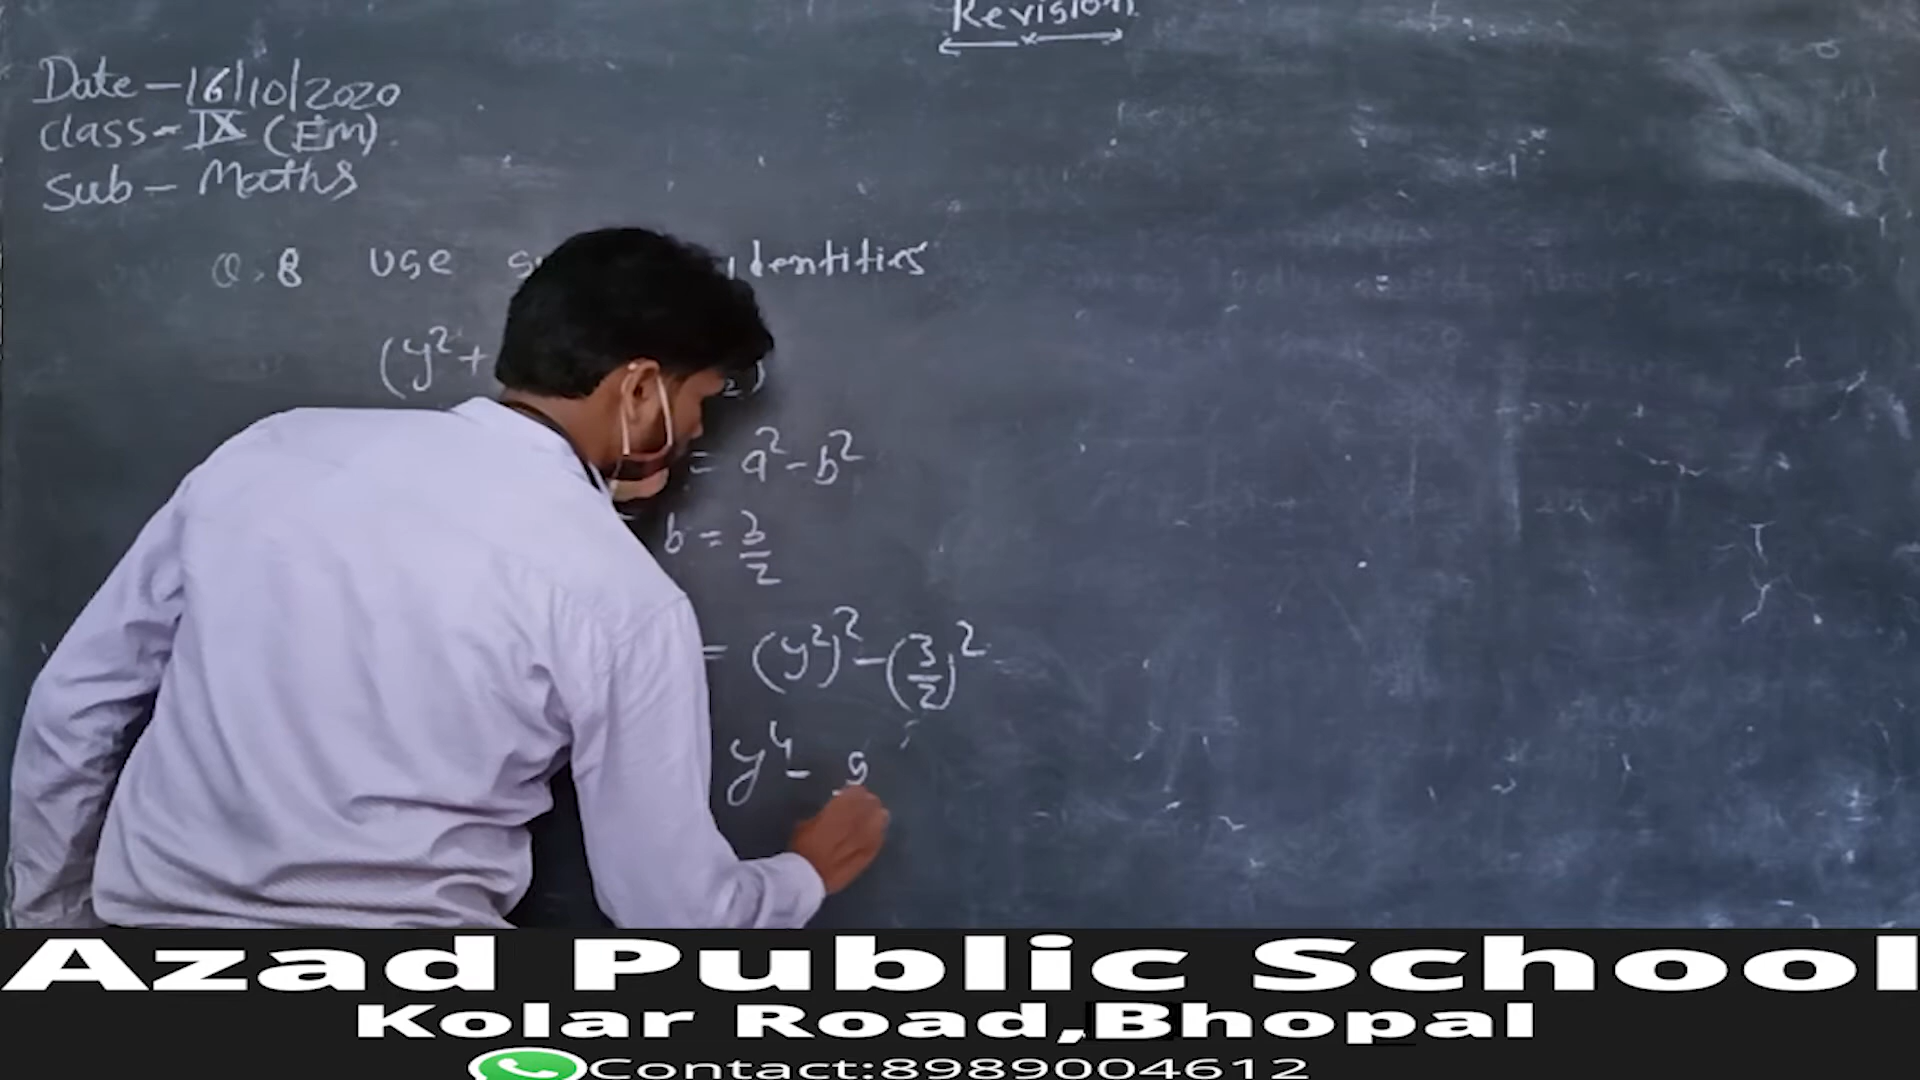 Revision
Date - 16/10/2020
Class - IX (EM).
Sub - Maths
Q.8 use identities
(y²+ 2)
= a² - b²
b = 3/2
= (y²)² - (3/2)²
y⁴ - 9
Azad Public School
Kolar Road,Bhopal
Contact:8989004612